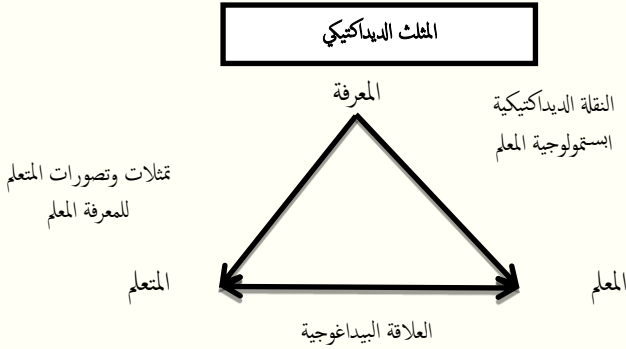 المثلث الديداكتيكي
المعرفة
النقلة الديداكتيكية
ابستمولوجية المعلم
تمثلات وتصورات المتعلم
للمعرفة المعلم
المتعلم
المعلم
العلاقة البيداغوجية